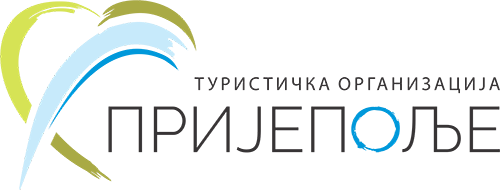 ТУРИСТИЧКА ОРГАНИЗАЦИЈА
ПРИЈЕПОЉЕ